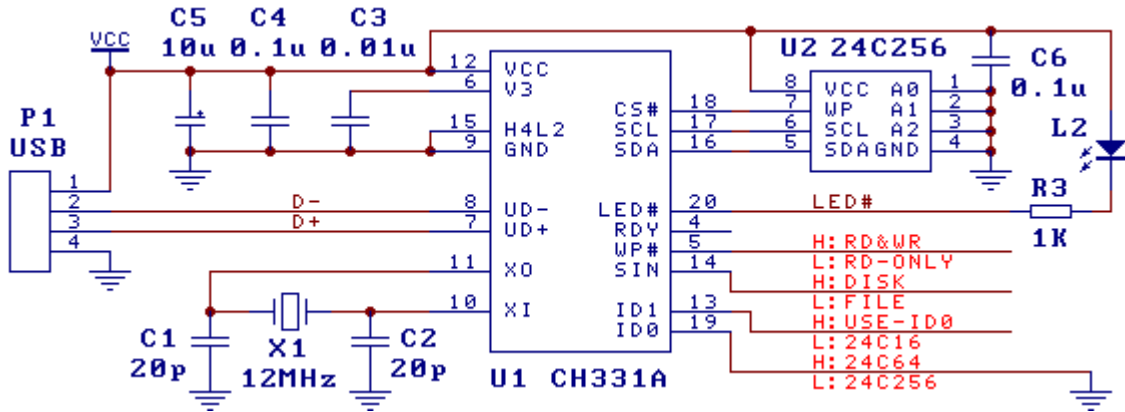 VCC
C5 C4 C3
10u 0.1u 0.01u
U2 24C256
C6
0.1u
P1
USB
1
2
3
4
12 VCC
6 V3
15 H4L2
9 GND
8 UD-
7 UD+
11 XO
10 XI
D-
D+
CS# 18
SCL 17
SDA 16
LED# 20
RDY 4
WP# 5
SIN 14
ID1 13
ID0 19
8 VCC A0 1
7 WP A1 2
6 SCL A2 3
5 SDA GND 4
L2
LED#
R3
1K
H:RD&WR
L:RD-ONLY
H:DISK
L:FILE
H:USE-ID0
L:24C16
H:24C64
L:24C256
C1
20p
X1
12MHz
C2
20p
U1 CH331A